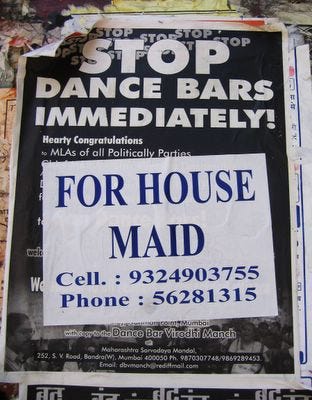 STOP STOP STOP STOP
STOP
DANCE BARS
IMMEDIATELY!
Hearty Congratulations
to MLAs of all Politically Parties
FOR HOUSE
MAID
Cell. : 9324903755
Phone : 56281315
Point, Mumbai
with copy to the Dance Bar Virodhi Manch
Maharashtra Sarvodaya Mandal,
252, S. V. Road, Bandra(W), Mumbai 400050 Ph. 9870307748/9869289453.
Email: dbvmanch@rediffmail.com